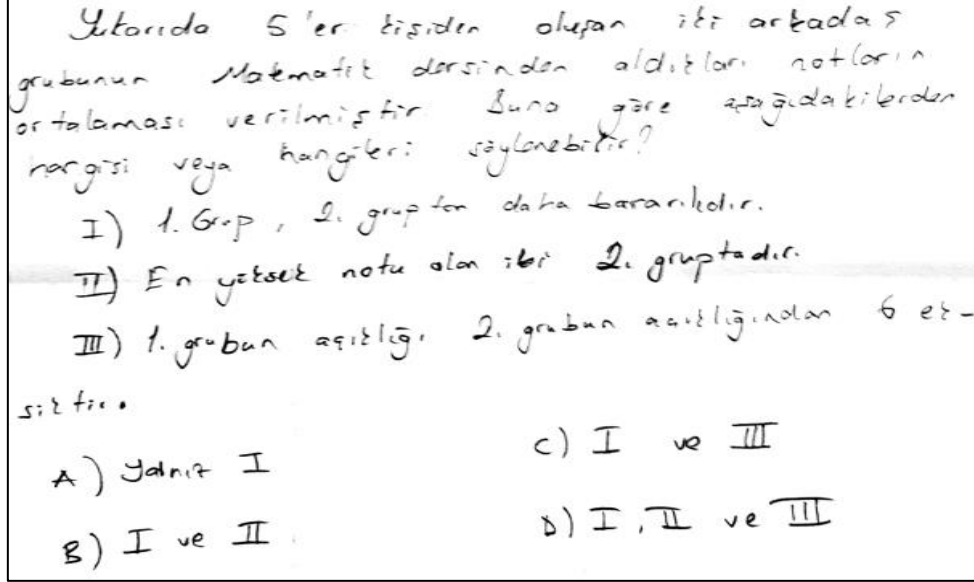 Yukarıda 5'er kişiden oluşan iki arkadaş
grubunun Matematik dersinden aldıkları notların
ortalaması verilmiştir. Buna göre aşağıdakilerden
hangisi veya hangileri söylenebilir?
I) 1. Grup, 2. gruptan daha başarılıdır.
II) En yüksek notu alan kişi 2. gruptadır.
III) 1. grubun açıklığı, 2. grubun açıklığından 6 ek-
siktir.
A) Yalnız I
C) I ve III
B) I ve II
D) I, II ve III